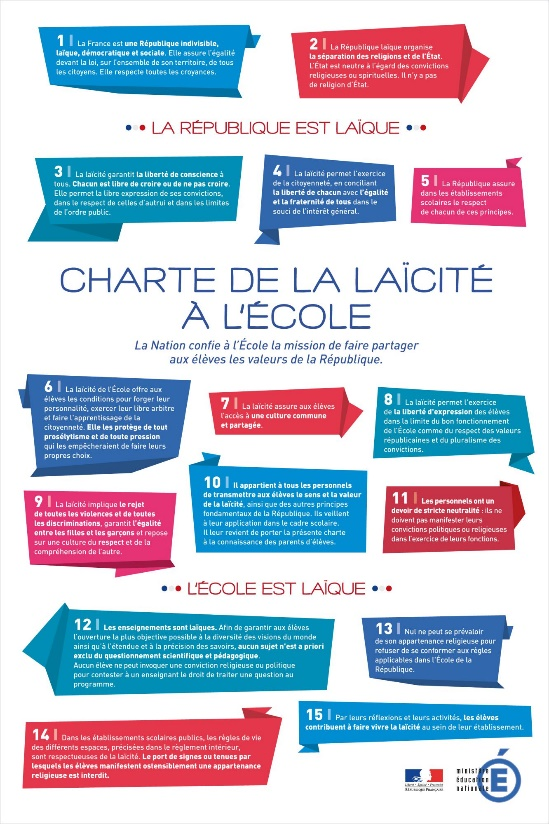 1 | La France est une République indivisible,
laïque, démocratique et sociale. Elle assure l'égalité
devant la loi, sur l'ensemble de son territoire, de tous
les citoyens. Elle respecte toutes les croyances.
2 | La République laïque organise
la séparation des religions et de l'État.
L'État est neutre à l'égard des convictions
religieuses ou spirituelles. Il n'y a pas
de religion d'État.
LA RÉPUBLIQUE EST LAÏQUE
3 | La laïcité garantit la liberté de conscience à
tous. Chacun est libre de croire ou de ne pas croire.
Elle permet la libre expression de ses convictions,
dans le respect de celles d'autrui et dans les limites
de l'ordre public.
4 | La laïcité permet l'exercice
de la citoyenneté, en conciliant
la liberté de chacun avec l'égalité
et la fraternité de tous dans le
souci de l'intérêt général.
5 | La République assure
dans les établissements
scolaires le respect
de chacun de ces principes.
CHARTE DE LA LAÏCITÉ
À L'ÉCOLE
La Nation confie à l'École la mission de faire partager
aux élèves les valeurs de la République.
6 | La laïcité de l'École offre aux
élèves les conditions pour forger leur
personnalité, exercer leur libre arbitre
et faire l'apprentissage de la
citoyenneté. Elle les protège de tout
prosélytisme et de toute pression
qui les empêcheraient de faire leurs
propres choix.
7 | La laïcité assure aux élèves
l'accès à une culture commune
et partagée.
8 | La laïcité permet l'exercice
de la liberté d'expression des élèves
dans la limite du bon fonctionnement
de l'École comme du respect des valeurs
républicaines et du pluralisme des
convictions.
9 | La laïcité implique le rejet
de toutes les violences et de toutes
les discriminations, garantit l'égalité
entre les filles et les garçons et repose
sur une culture du respect et de la
compréhension de l'autre.
10 | Il appartient à tous les personnels
de transmettre aux élèves le sens et la valeur
de la laïcité, ainsi que des autres principes
fondamentaux de la République. Ils veillent
à leur application dans le cadre scolaire.
Il leur revient de porter la présente charte
à la connaissance des parents d'élèves.
11 | Les personnels ont un
devoir de stricte neutralité : ils ne
doivent pas manifester leurs
convictions politiques ou religieuses
dans l'exercice de leurs fonctions.
L'ÉCOLE EST LAÏQUE
12 | Les enseignements sont laïques. Afin de garantir aux élèves
l'ouverture la plus objective possible à la diversité des visions du monde
ainsi qu'à l'étendue et à la précision des savoirs, aucun sujet n'est a priori
exclu du questionnement scientifique et pédagogique.
Aucun élève ne peut invoquer une conviction religieuse ou politique
pour contester à un enseignant le droit de traiter une question au
programme.
13 | Nul ne peut se prévaloir
de son appartenance religieuse pour
refuser de se conformer aux règles
applicables dans l'École de la
République.
14 | Dans les établissements scolaires publics, les règles de vie
des différents espaces, précisées dans le règlement intérieur,
sont respectueuses de la laïcité. Le port de signes ou tenues par
lesquels les élèves manifestent ostensiblement une appartenance
religieuse est interdit.
15 | Par leurs réflexions et leurs activités, les élèves
contribuent à faire vivre la laïcité au sein de leur établissement.
Liberté • Égalité • Fraternité
RÉPUBLIQUE FRANÇAISE
ministère
éducation
nationale
É